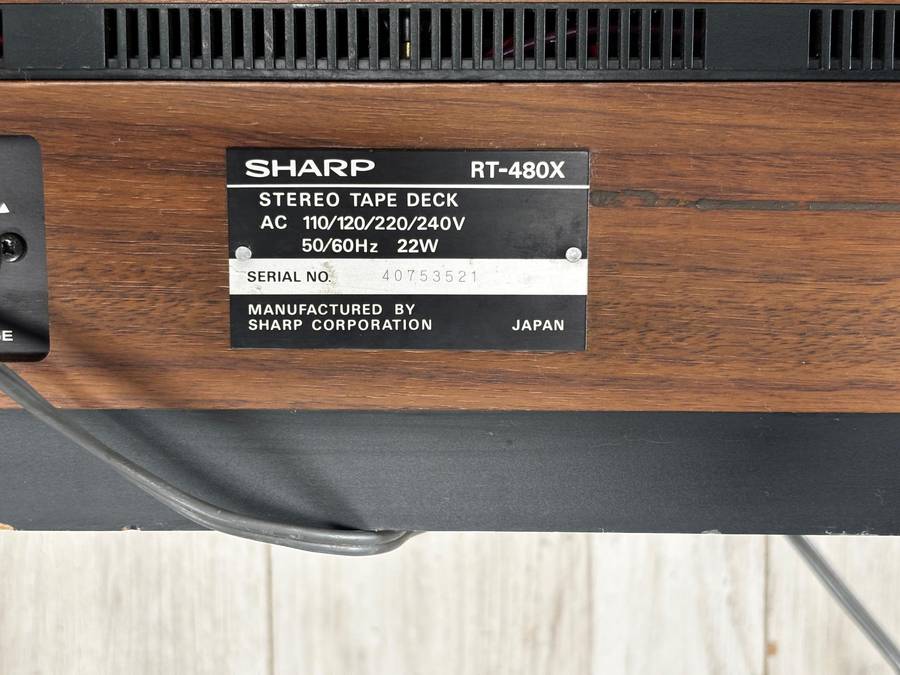 SHARP RT-480X
STEREO TAPE DECK
AC 110/120/220/240V
50/60Hz 22W
SERIAL NO. 40753521
MANUFACTURED BY
SHARP CORPORATION JAPAN